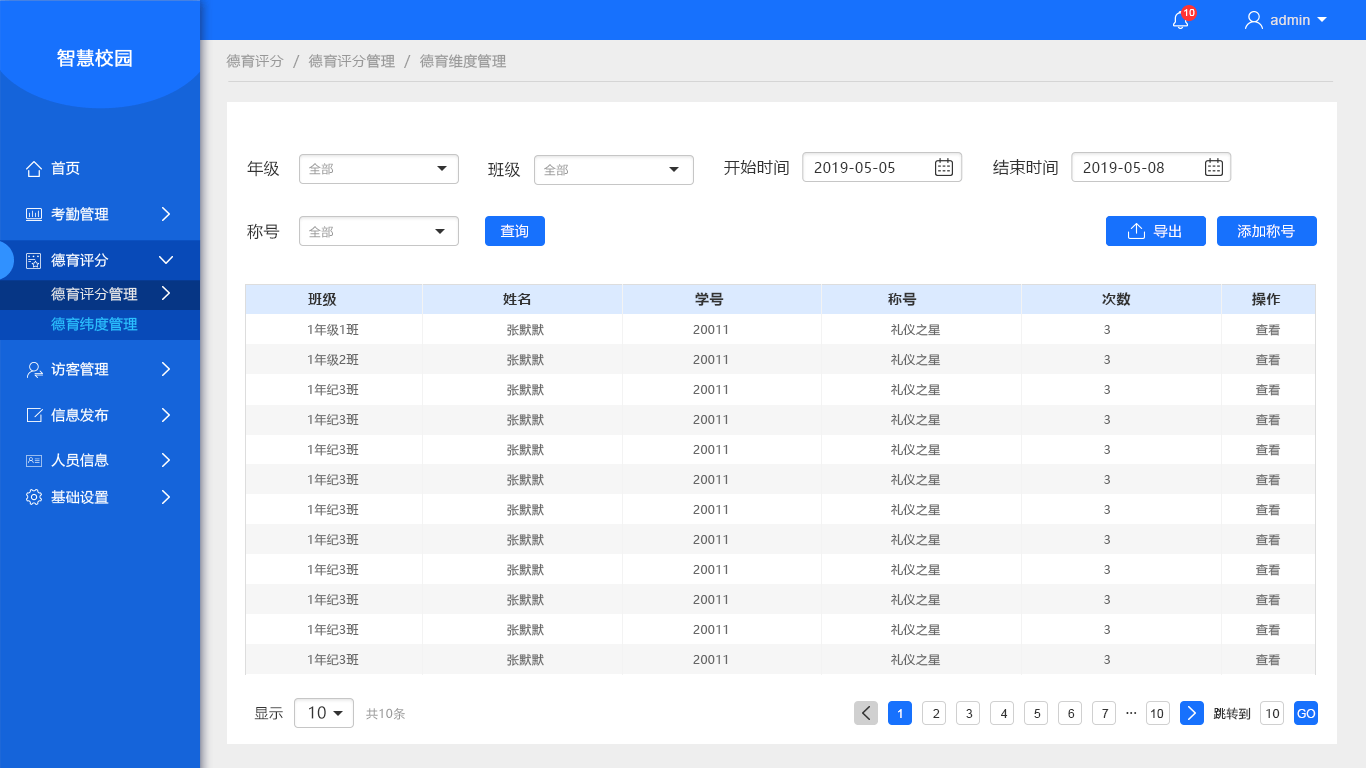 智慧校园
10
admin
德育评分 / 德育评分管理 / 德育维度管理
首页
考勤管理
德育评分
德育评分管理
德育纬度管理
访客管理
信息发布
人员信息
基础设置
年级 全部 班级 全部 开始时间 2019-05-05 结束时间 2019-05-08
称号 全部 查询 导出 添加称号
班级 姓名 学号 称号 次数 操作
1年级1班 张默默 20011 礼仪之星 3 查看
1年级2班 张默默 20011 礼仪之星 3 查看
1年纪3班 张默默 20011 礼仪之星 3 查看
1年纪3班 张默默 20011 礼仪之星 3 查看
1年纪3班 张默默 20011 礼仪之星 3 查看
1年纪3班 张默默 20011 礼仪之星 3 查看
1年纪3班 张默默 20011 礼仪之星 3 查看
1年纪3班 张默默 20011 礼仪之星 3 查看
1年纪3班 张默默 20011 礼仪之星 3 查看
1年纪3班 张默默 20011 礼仪之星 3 查看
1年纪3班 张默默 20011 礼仪之星 3 查看
1年纪3班 张默默 20011 礼仪之星 3 查看
显示 10 共10条 1 2 3 4 5 6 7 ··· 10 跳转到 10 GO